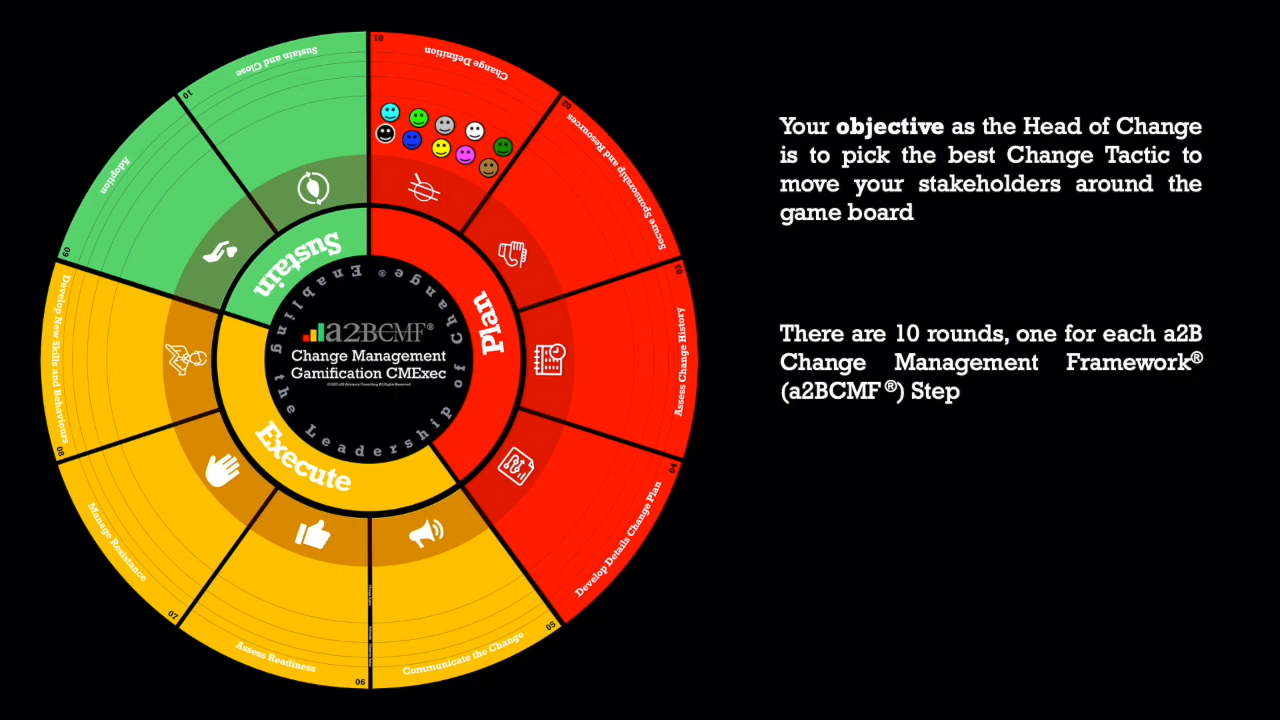 01
Change Definition
02
Secure Sponsorship and Resources
03
Assess Change History
04
Develop Details Change Plan
05
Communicate the Change
06
Assess Readiness
07
Manage Resistance
08
Develop New Skills and Behaviours
09
Adoption
10
Sustain and Close
Plan
Execute
Sustain
Enabling the Leadership of Change®
a2BCMF®
Change Management
Gamification CMExec
Your objective as the Head of Change
is to pick the best Change Tactic to
move your stakeholders around the
game board
There are 10 rounds, one for each a2B
Change Management Framework®
(a2BCMF®) Step